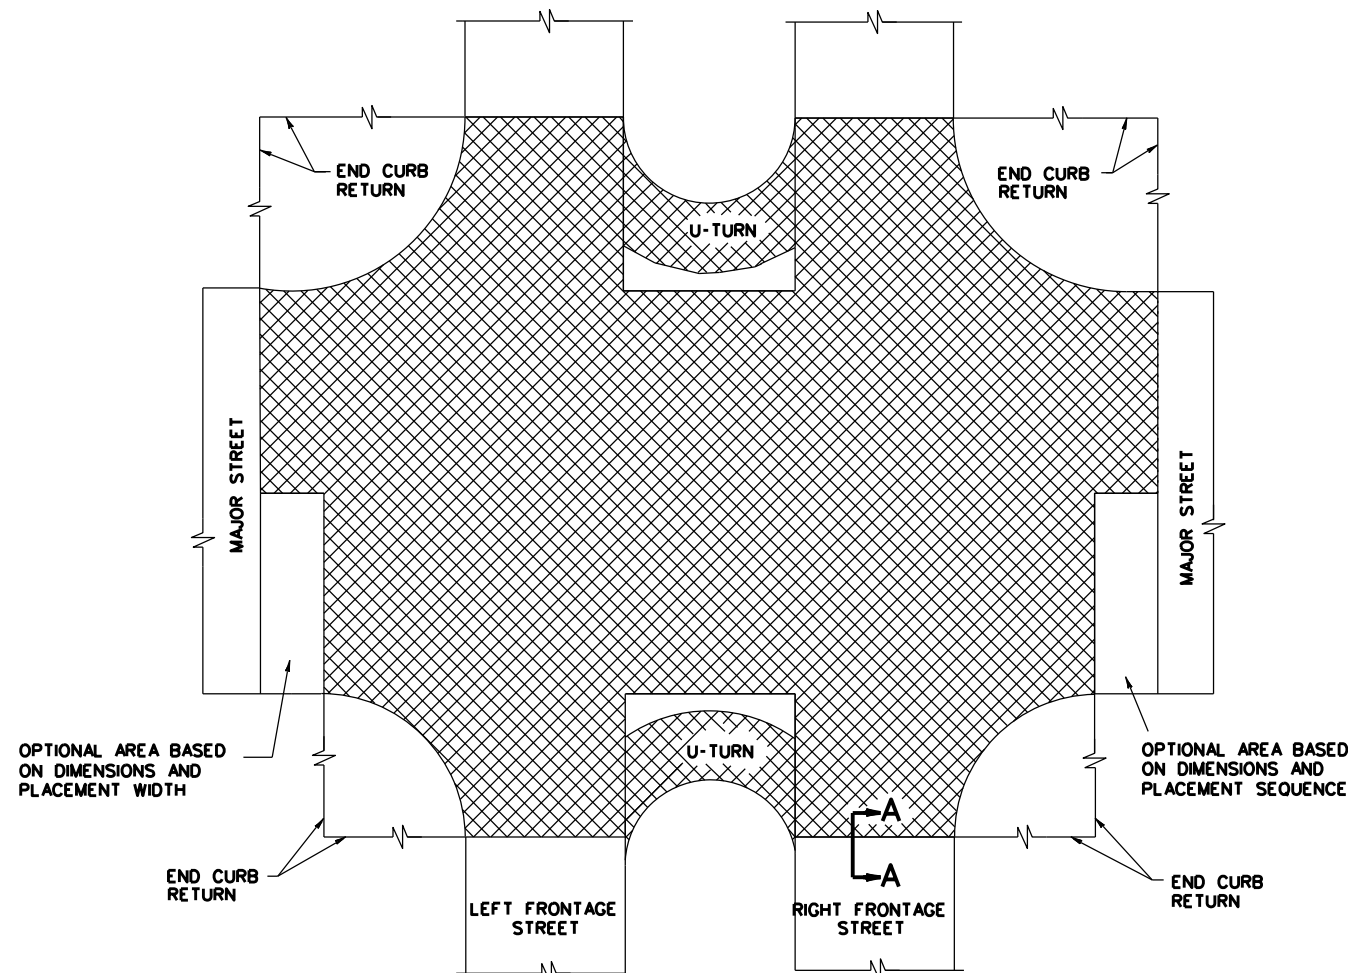 END CURB
RETURN
END CURB
RETURN
U-TURN
MAJOR STREET
MAJOR STREET
OPTIONAL AREA BASED
ON DIMENSIONS AND
PLACEMENT WIDTH
U-TURN
OPTIONAL AREA BASED
ON DIMENSIONS AND
PLACEMENT SEQUENCE
A
A
END CURB
RETURN
END CURB
RETURN
LEFT FRONTAGE
STREET
RIGHT FRONTAGE
STREET